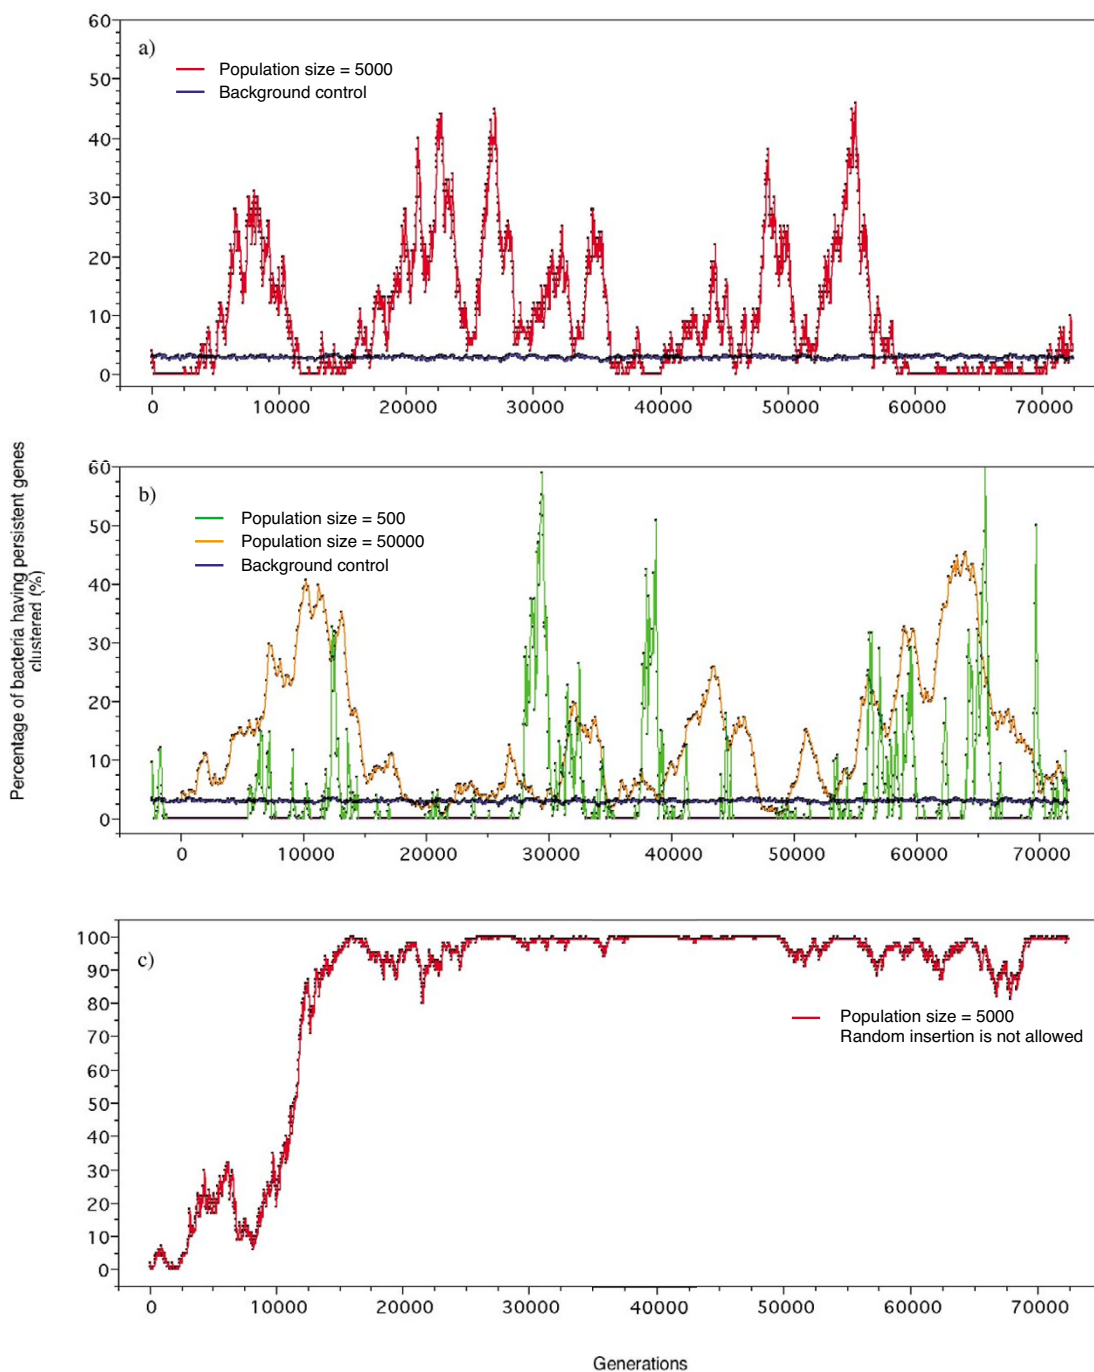 60
a)
Population size = 5000
50
Background control
40
30
20
10
0
0 10000 20000 30000 40000 50000 60000 70000
Percentage of bacteria having persistent genes
clustered (%)
60
b)
Population size = 500
50
Population size = 50000
Background control
40
30
20
10
0
0 10000 20000 30000 40000 50000 60000 70000
100
c)
90
80
Population size = 5000
70
Random insertion is not allowed
60
50
40
30
20
10
0
0 10000 20000 30000 40000 50000 60000 70000
Generations